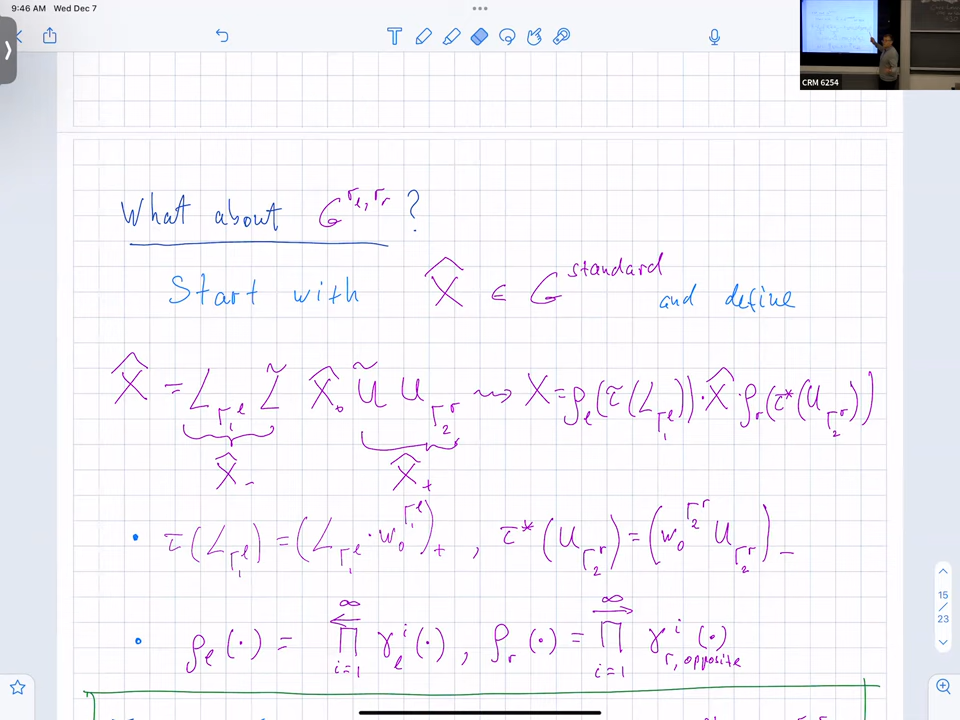 9:46 AM Wed Dec 7
CRM 6254
What about G^{Γ_ℓ, Γ_r} ?
Start with X̂ ∈ G^{standard} and define
X̂ = L_{Γ_1^ℓ} L̃ X̂_0 Ũ U_{Γ_2^r} ⇝ X = ρ_ℓ(τ(L_{Γ_1^ℓ})) · X̂ · ρ_r(τ*(U_{Γ_2^r}))
X̂_- X̂_+
• τ(L_{Γ_1^ℓ}) = (L_{Γ_1^ℓ} · w_0^{Γ_1^ℓ})_+ , τ*(U_{Γ_2^r}) = (w_0^{Γ_2^r} U_{Γ_2^r})_-
• ρ_ℓ(·) = ∏_{i=1}^{∞ ←} γ_ℓ^i(·) , ρ_r(·) = ∏_{i=1}^{∞ →} γ_{r, opposite}^i(·)
15
/
23